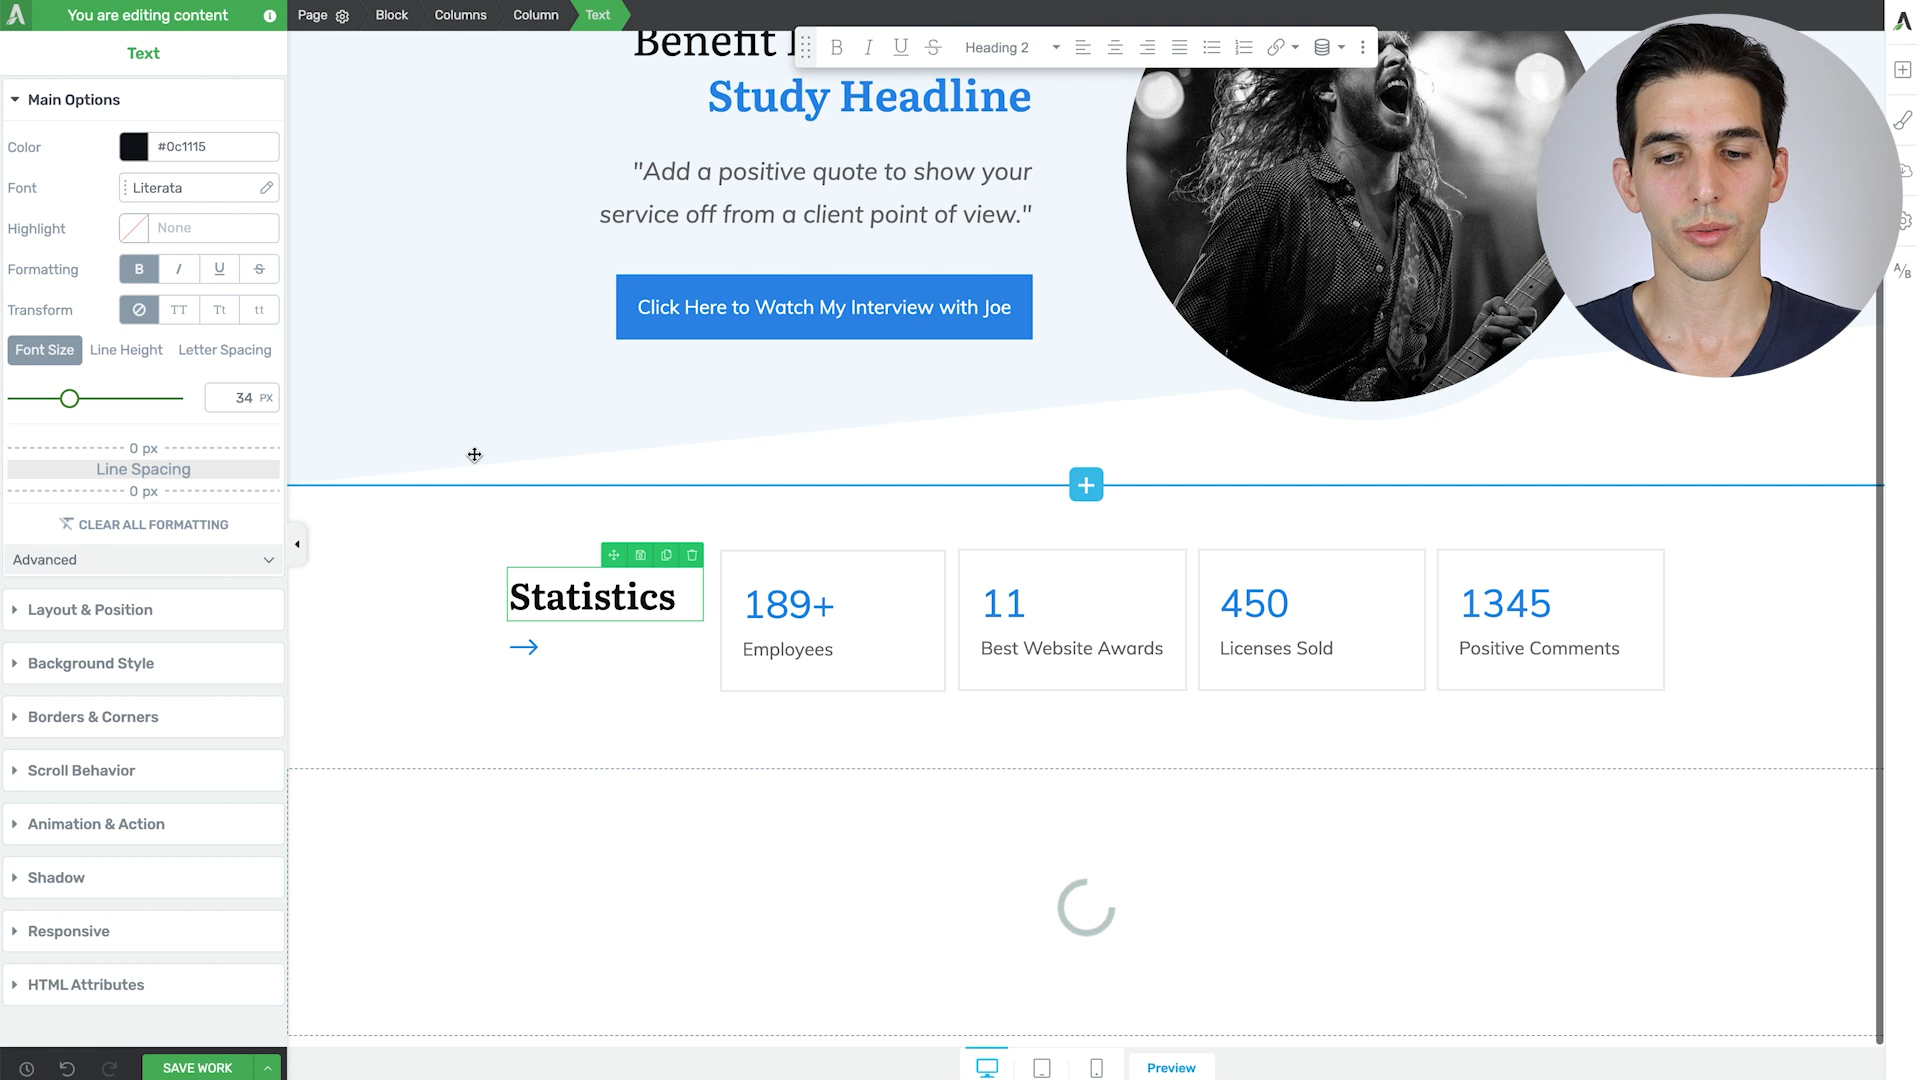 You are editing content
Page
Block
Columns
Column
Text
Text
Main Options
Color
#0c1115
Font
Literata
Highlight
None
Formatting
B
I
U
S
Transform
TT
Tt
tt
Font Size
Line Height
Letter Spacing
34 PX
0 px
Line Spacing
0 px
CLEAR ALL FORMATTING
Advanced
Layout & Position
Background Style
Borders & Corners
Scroll Behavior
Animation & Action
Shadow
Responsive
HTML Attributes
SAVE WORK
B
I
U
S
Heading 2
Study Headline
"Add a positive quote to show your
service off from a client point of view."
Click Here to Watch My Interview with Joe
Statistics
189+
Employees
11
Best Website Awards
450
Licenses Sold
1345
Positive Comments
Preview
A/B